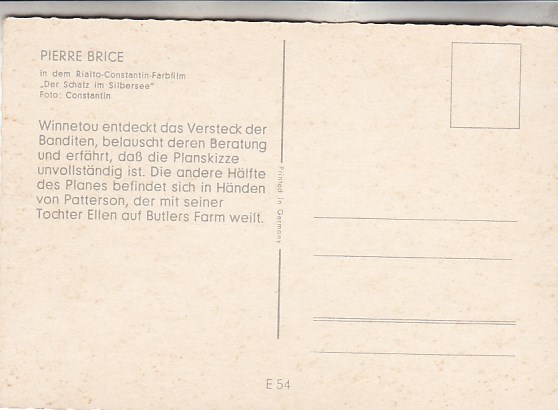 PIERRE BRICE
in dem Rialto-Constantin-Farbfilm
„Der Schatz im Silbersee“
Foto: Constantin
Winnetou entdeckt das Versteck der
Banditen, belauscht deren Beratung
und erfährt, daß die Planskizze
unvollständig ist. Die andere Hälfte
des Planes befindet sich in Händen
von Patterson, der mit seiner
Tochter Ellen auf Butlers Farm weilt.
Printed in Germany
E 54